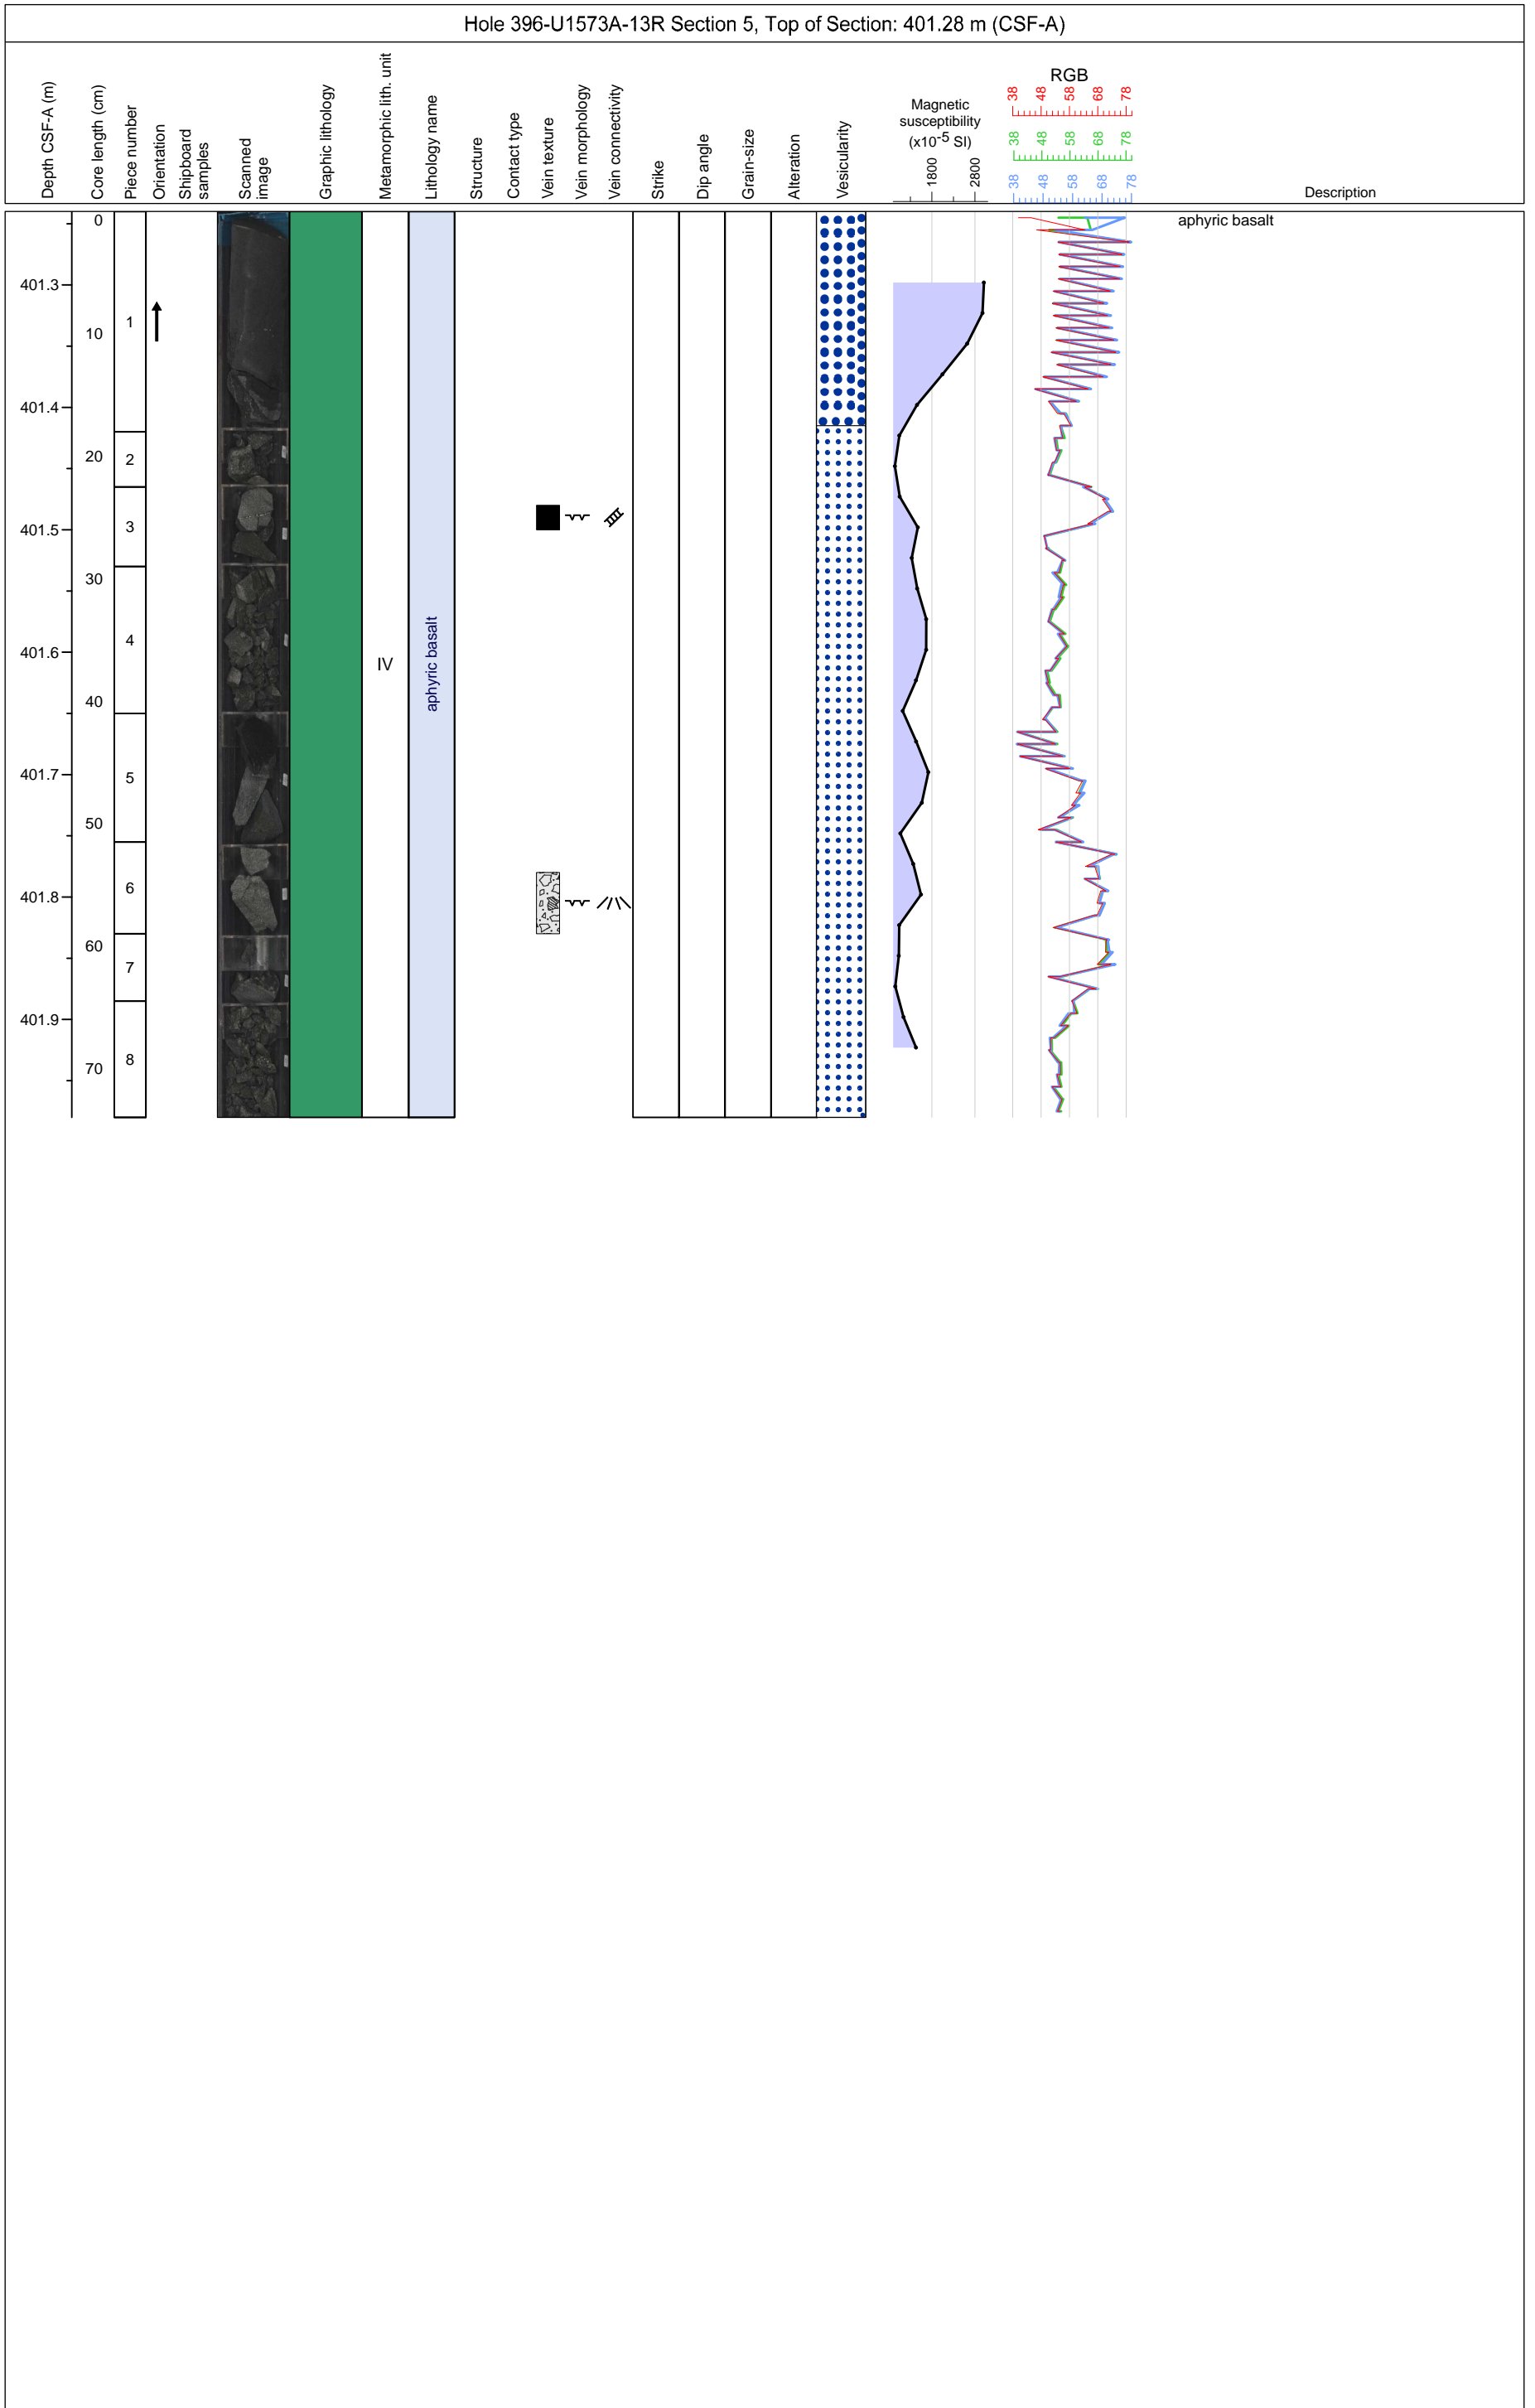 Hole 396-U1573A-13R Section 5, Top of Section: 401.28 m (CSF-A)
Depth CSF-A (m)
Core length (cm)
Piece number
Orientation
Shipboard
samples
Scanned
image
Graphic lithology
Metamorphic lith. unit
Lithology name
Structure
Contact type
Vein texture
Vein morphology
Vein connectivity
Strike
Dip angle
Grain-size
Alteration
Vesicularity
Magnetic
susceptibility
(x10-5 SI)
1800
2800
RGB
38 48 58 68 78
38 48 58 68 78
38 48 58 68 78
Description
0
aphyric basalt
401.3
10
1
401.4
20
2
401.5
3
30
4
401.6
IV
aphyric basalt
40
401.7
5
50
6
401.8
60
7
401.9
70
8